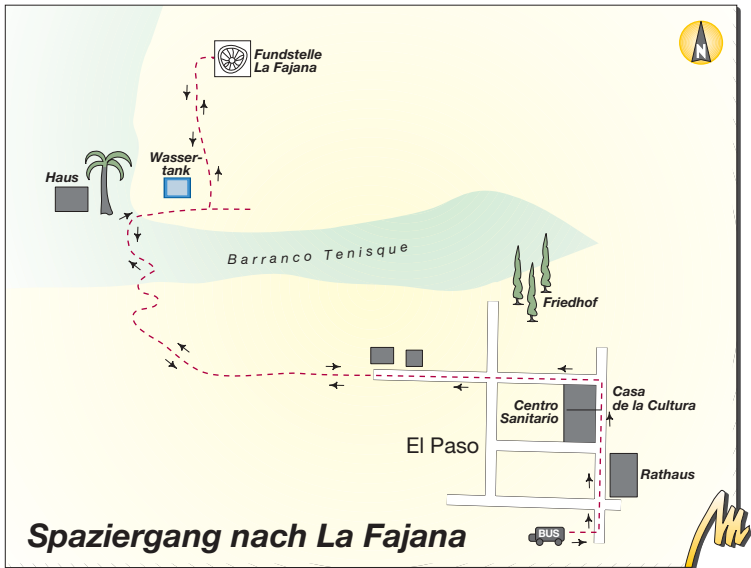 N
Fundstelle
La Fajana
Wasser-
tank
Haus
Barranco Tenisque
Friedhof
Casa
de la Cultura
Centro
Sanitario
El Paso
Rathaus
BUS
Spaziergang nach La Fajana